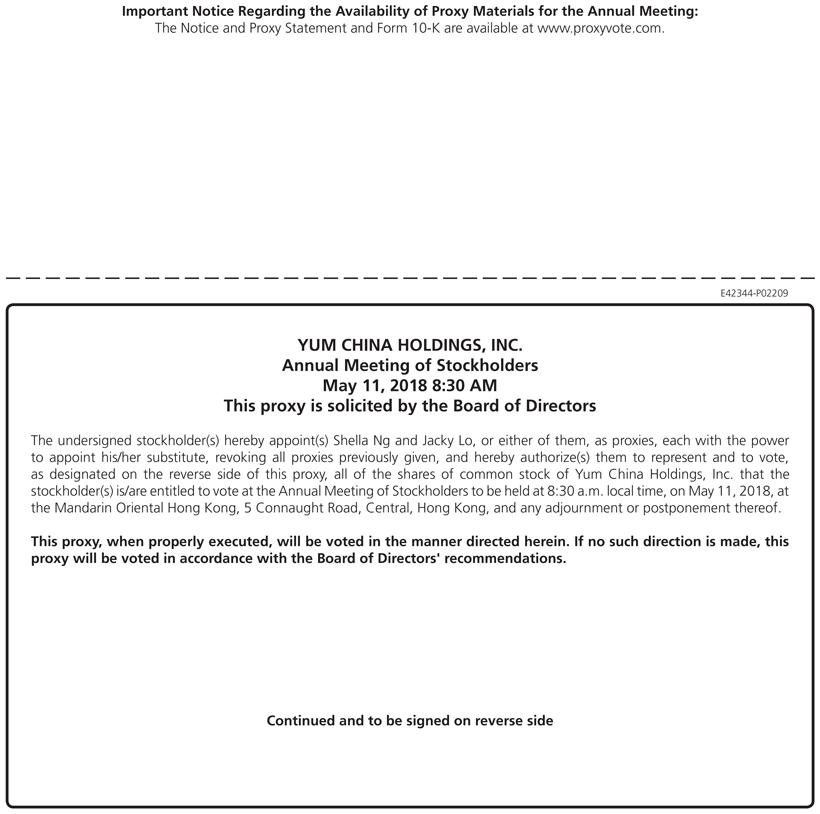 Important Notice Regarding the Availability of Proxy Materials for the Annual Meeting:
The Notice and Proxy Statement and Form 10-K are available at www.proxyvote.com.
E42344-P02209
YUM CHINA HOLDINGS, INC.
Annual Meeting of Stockholders
May 11, 2018 8:30 AM
This proxy is solicited by the Board of Directors
The undersigned stockholder(s) hereby appoint(s) Shella Ng and Jacky Lo, or either of them, as proxies, each with the power
to appoint his/her substitute, revoking all proxies previously given, and hereby authorize(s) them to represent and to vote,
as designated on the reverse side of this proxy, all of the shares of common stock of Yum China Holdings, Inc. that the
stockholder(s) is/are entitled to vote at the Annual Meeting of Stockholders to be held at 8:30 a.m. local time, on May 11, 2018, at
the Mandarin Oriental Hong Kong, 5 Connaught Road, Central, Hong Kong, and any adjournment or postponement thereof.
This proxy, when properly executed, will be voted in the manner directed herein. If no such direction is made, this
proxy will be voted in accordance with the Board of Directors' recommendations.
Continued and to be signed on reverse side